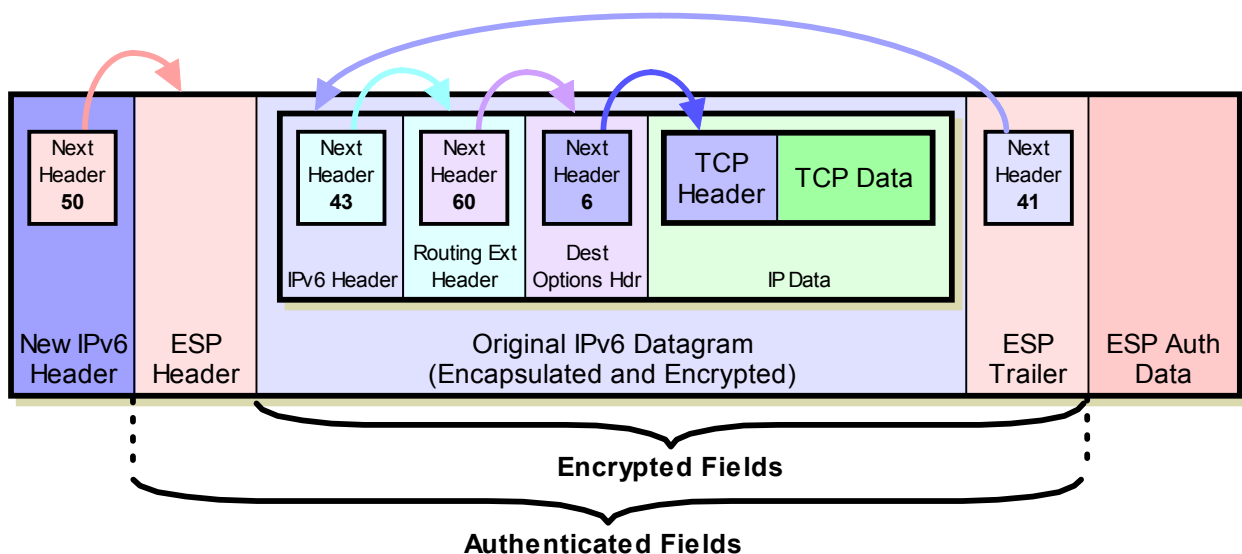 Next
Header
50
Next
Header
43
Next
Header
60
Next
Header
6
TCP
Header
TCP Data
Next
Header
41
IPv6 Header
Routing Ext
Header
Dest
Options Hdr
IP Data
New IPv6
Header
ESP
Header
Original IPv6 Datagram
(Encapsulated and Encrypted)
ESP
Trailer
ESP Auth
Data
Encrypted Fields
Authenticated Fields